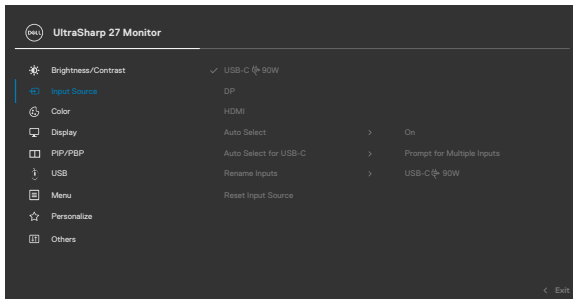 DELL UltraSharp 27 Monitor
Brightness/Contrast
USB-C 90W
Input Source
DP
Color
HDMI
Display
Auto Select > On
PIP/PBP
Auto Select for USB-C > Prompt for Multiple Inputs
USB
Rename Inputs > USB-C 90W
Menu
Reset Input Source
Personalize
Others
< Exit